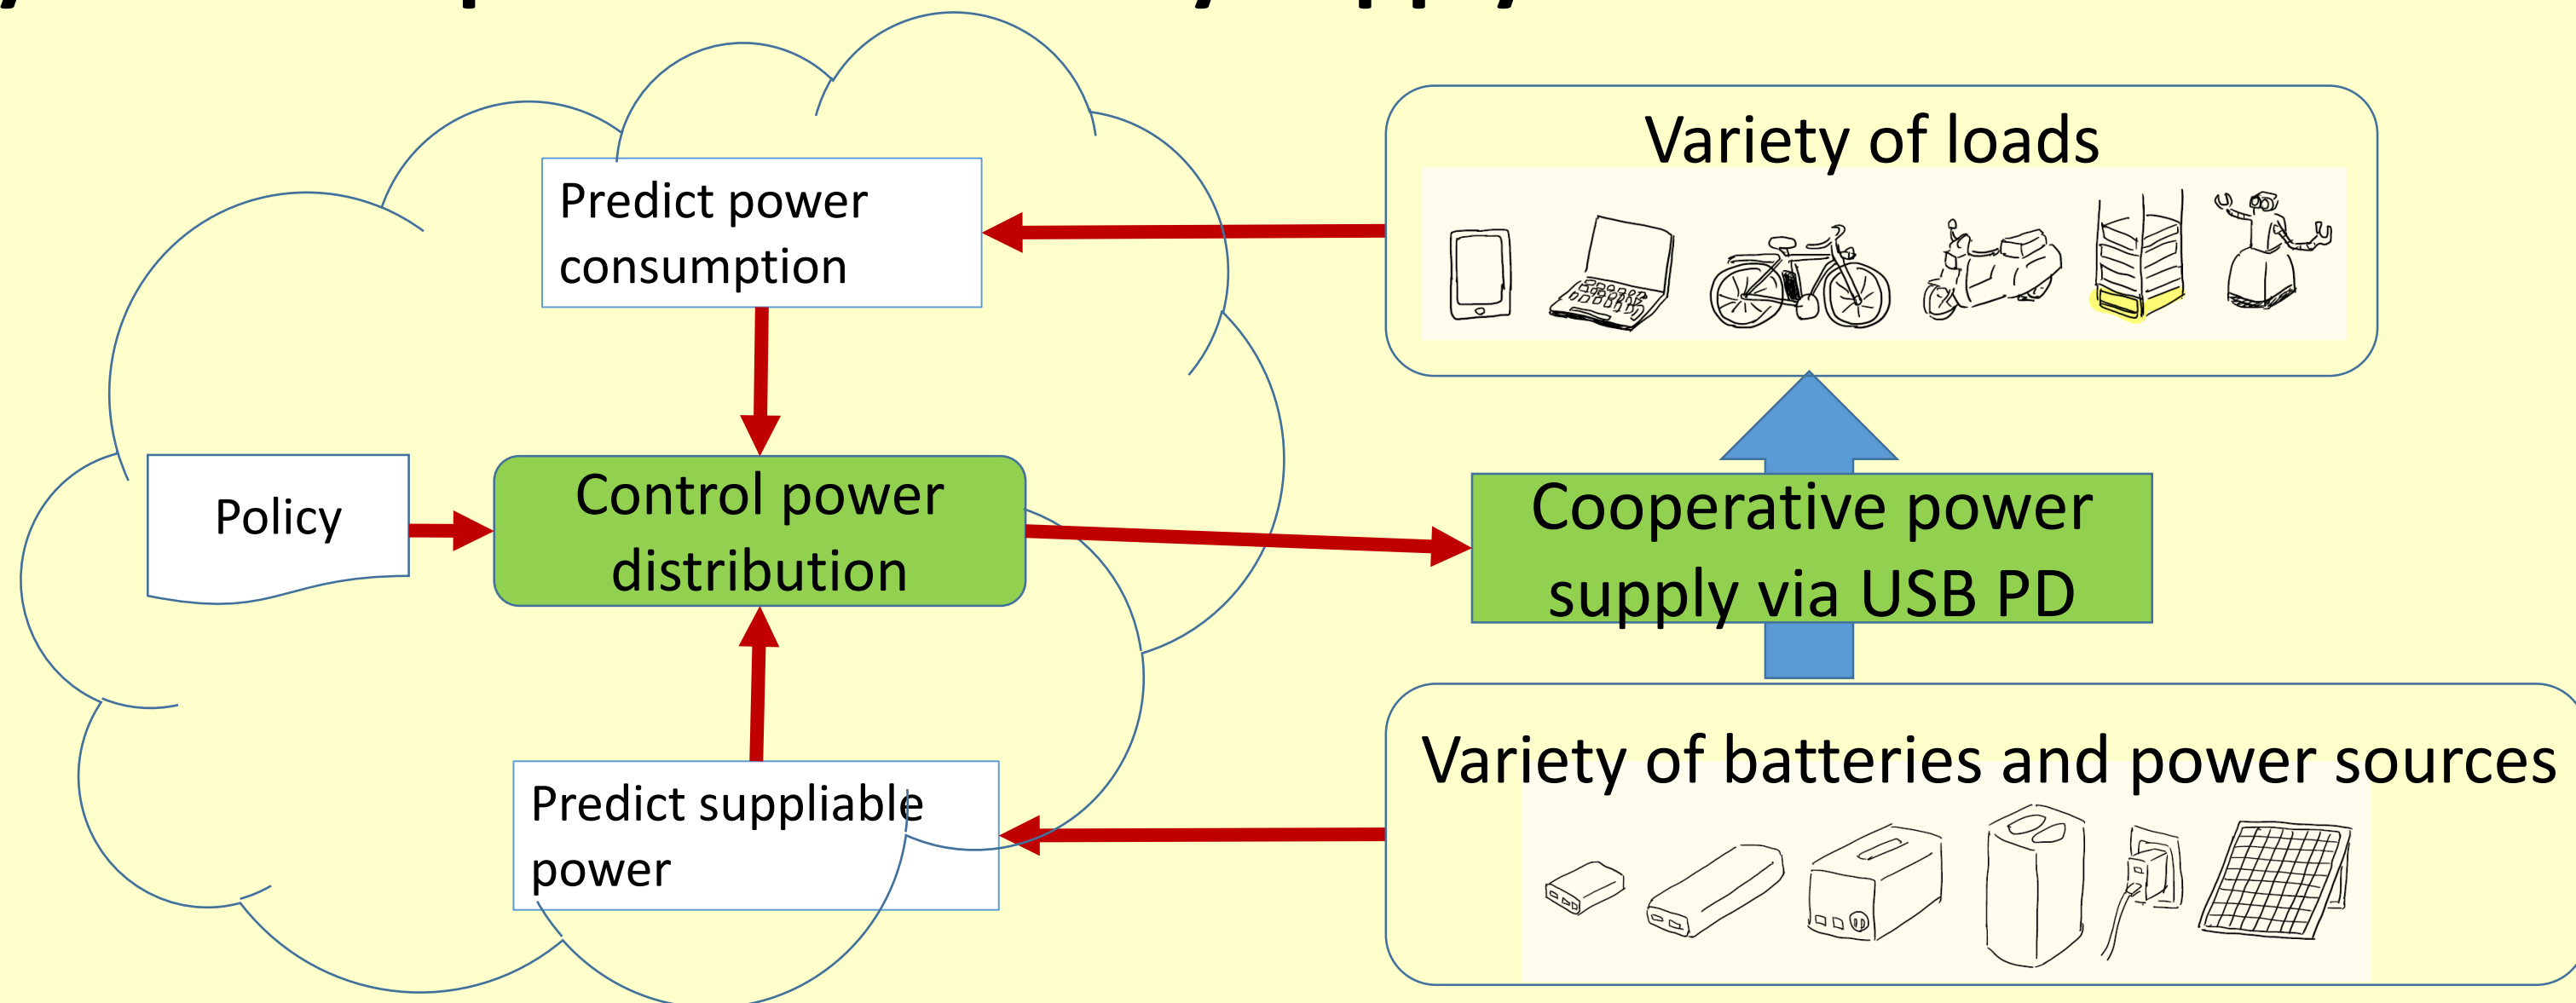 Variety of loads
Predict power
consumption
Policy
Control power
distribution
Cooperative power
supply via USB PD
Predict suppliable
power
Variety of batteries and power sources